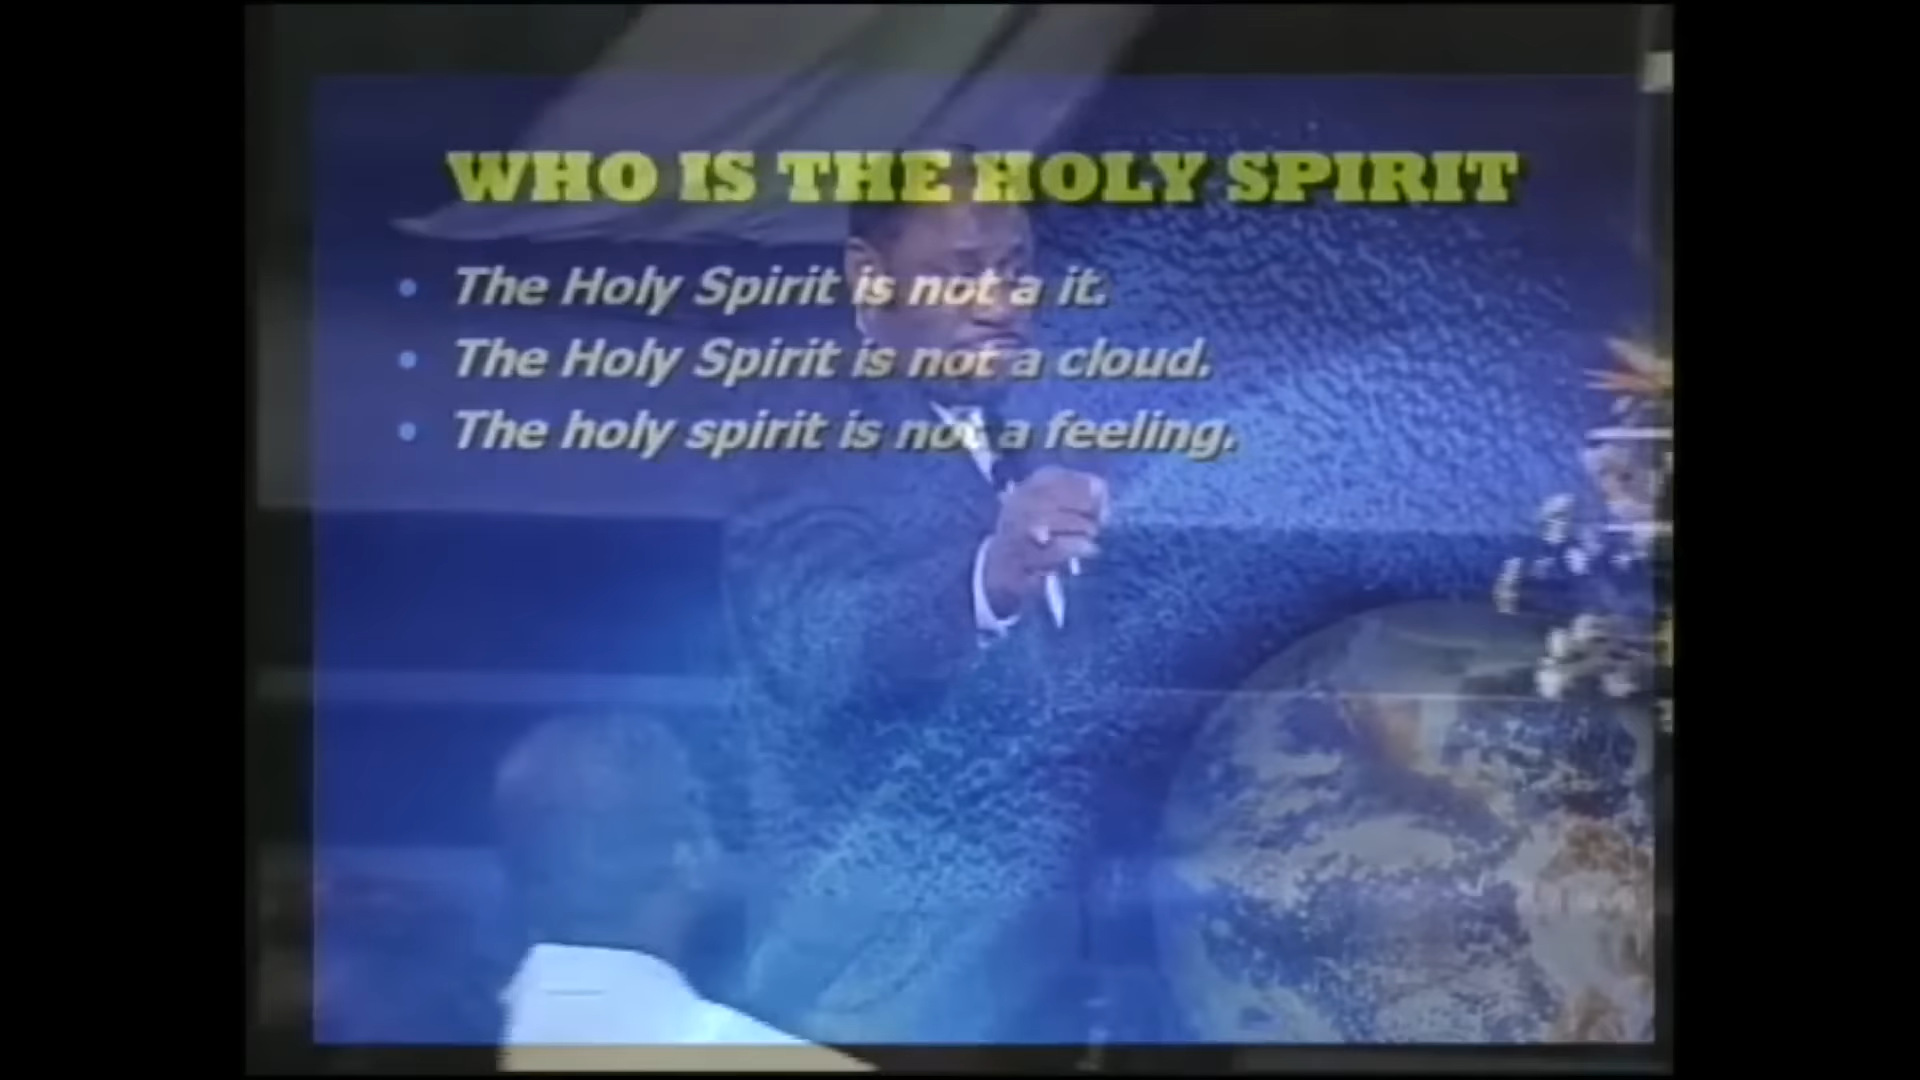 WHO IS THE HOLY SPIRIT
• The Holy Spirit is not a it.
• The Holy Spirit is not a cloud.
• The holy spirit is not a feeling.